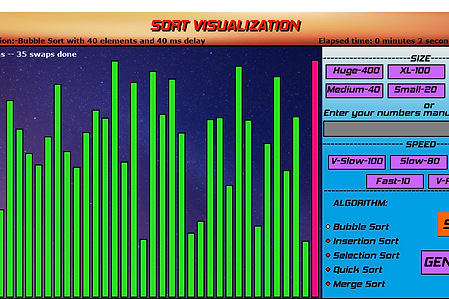 SORT VISUALIZATION
ion:-Bubble Sort with 40 elements and 40 ms delay
Elapsed time: 0 minutes 2 secon
s -- 35 swaps done
SIZE
Huge-400
XL-100
Medium-40
Small-20
or
Enter your numbers manu
SPEED
V-Slow-100
Slow-80
Fast-10
V-F
ALGORITHM:
Bubble Sort
Insertion Sort
Selection Sort
Quick Sort
Merge Sort
S
GEN